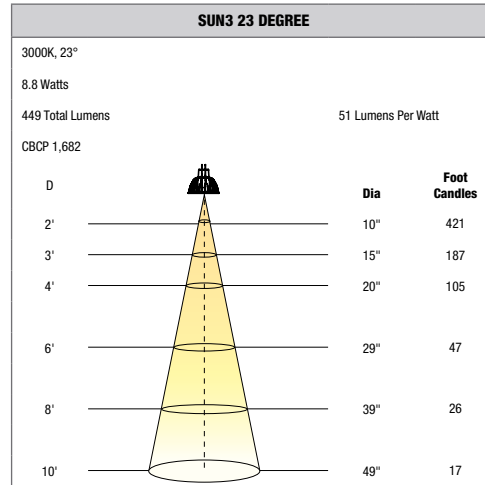 SUN3 23 DEGREE
3000K, 23°
8.8 Watts
449 Total Lumens 51 Lumens Per Watt
CBCP 1,682
D Dia Foot Candles
2' 10" 421
3' 15" 187
4' 20" 105
6' 29" 47
8' 39" 26
10' 49" 17